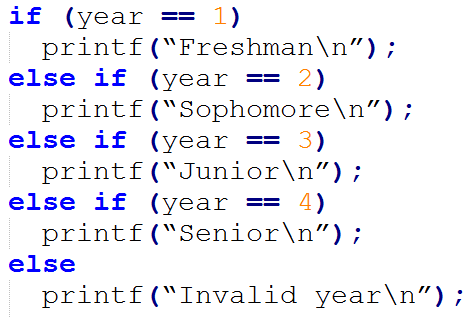 if (year == 1)
printf(“Freshman\n”);
else if (year == 2)
printf(“Sophomore\n”);
else if (year == 3)
printf(“Junior\n”);
else if (year == 4)
printf(“Senior\n”);
else
printf(“Invalid year\n”);